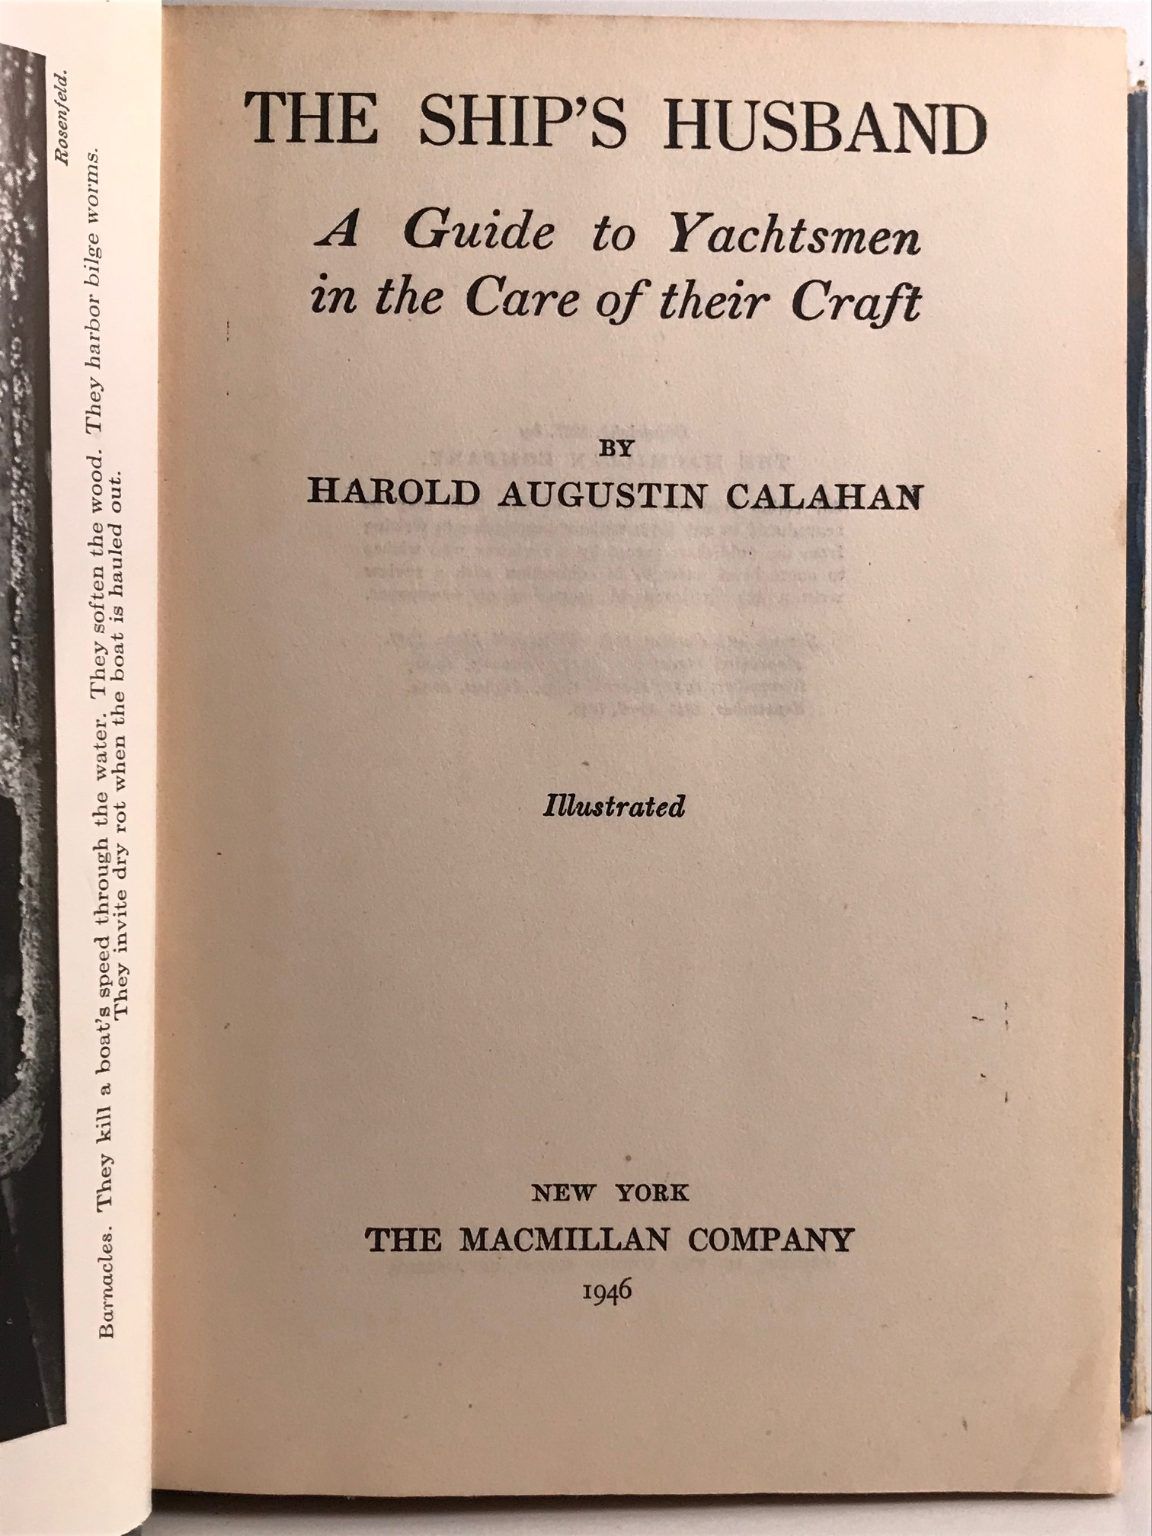 Rosenfeld.
Barnacles. They kill a boat's speed through the water. They soften the wood. They harbor bilge worms.
They invite dry rot when the boat is hauled out.
THE SHIP'S HUSBAND
A Guide to Yachtsmen
in the Care of their Craft
BY
HAROLD AUGUSTIN CALAHAN
Illustrated
NEW YORK
THE MACMILLAN COMPANY
1946